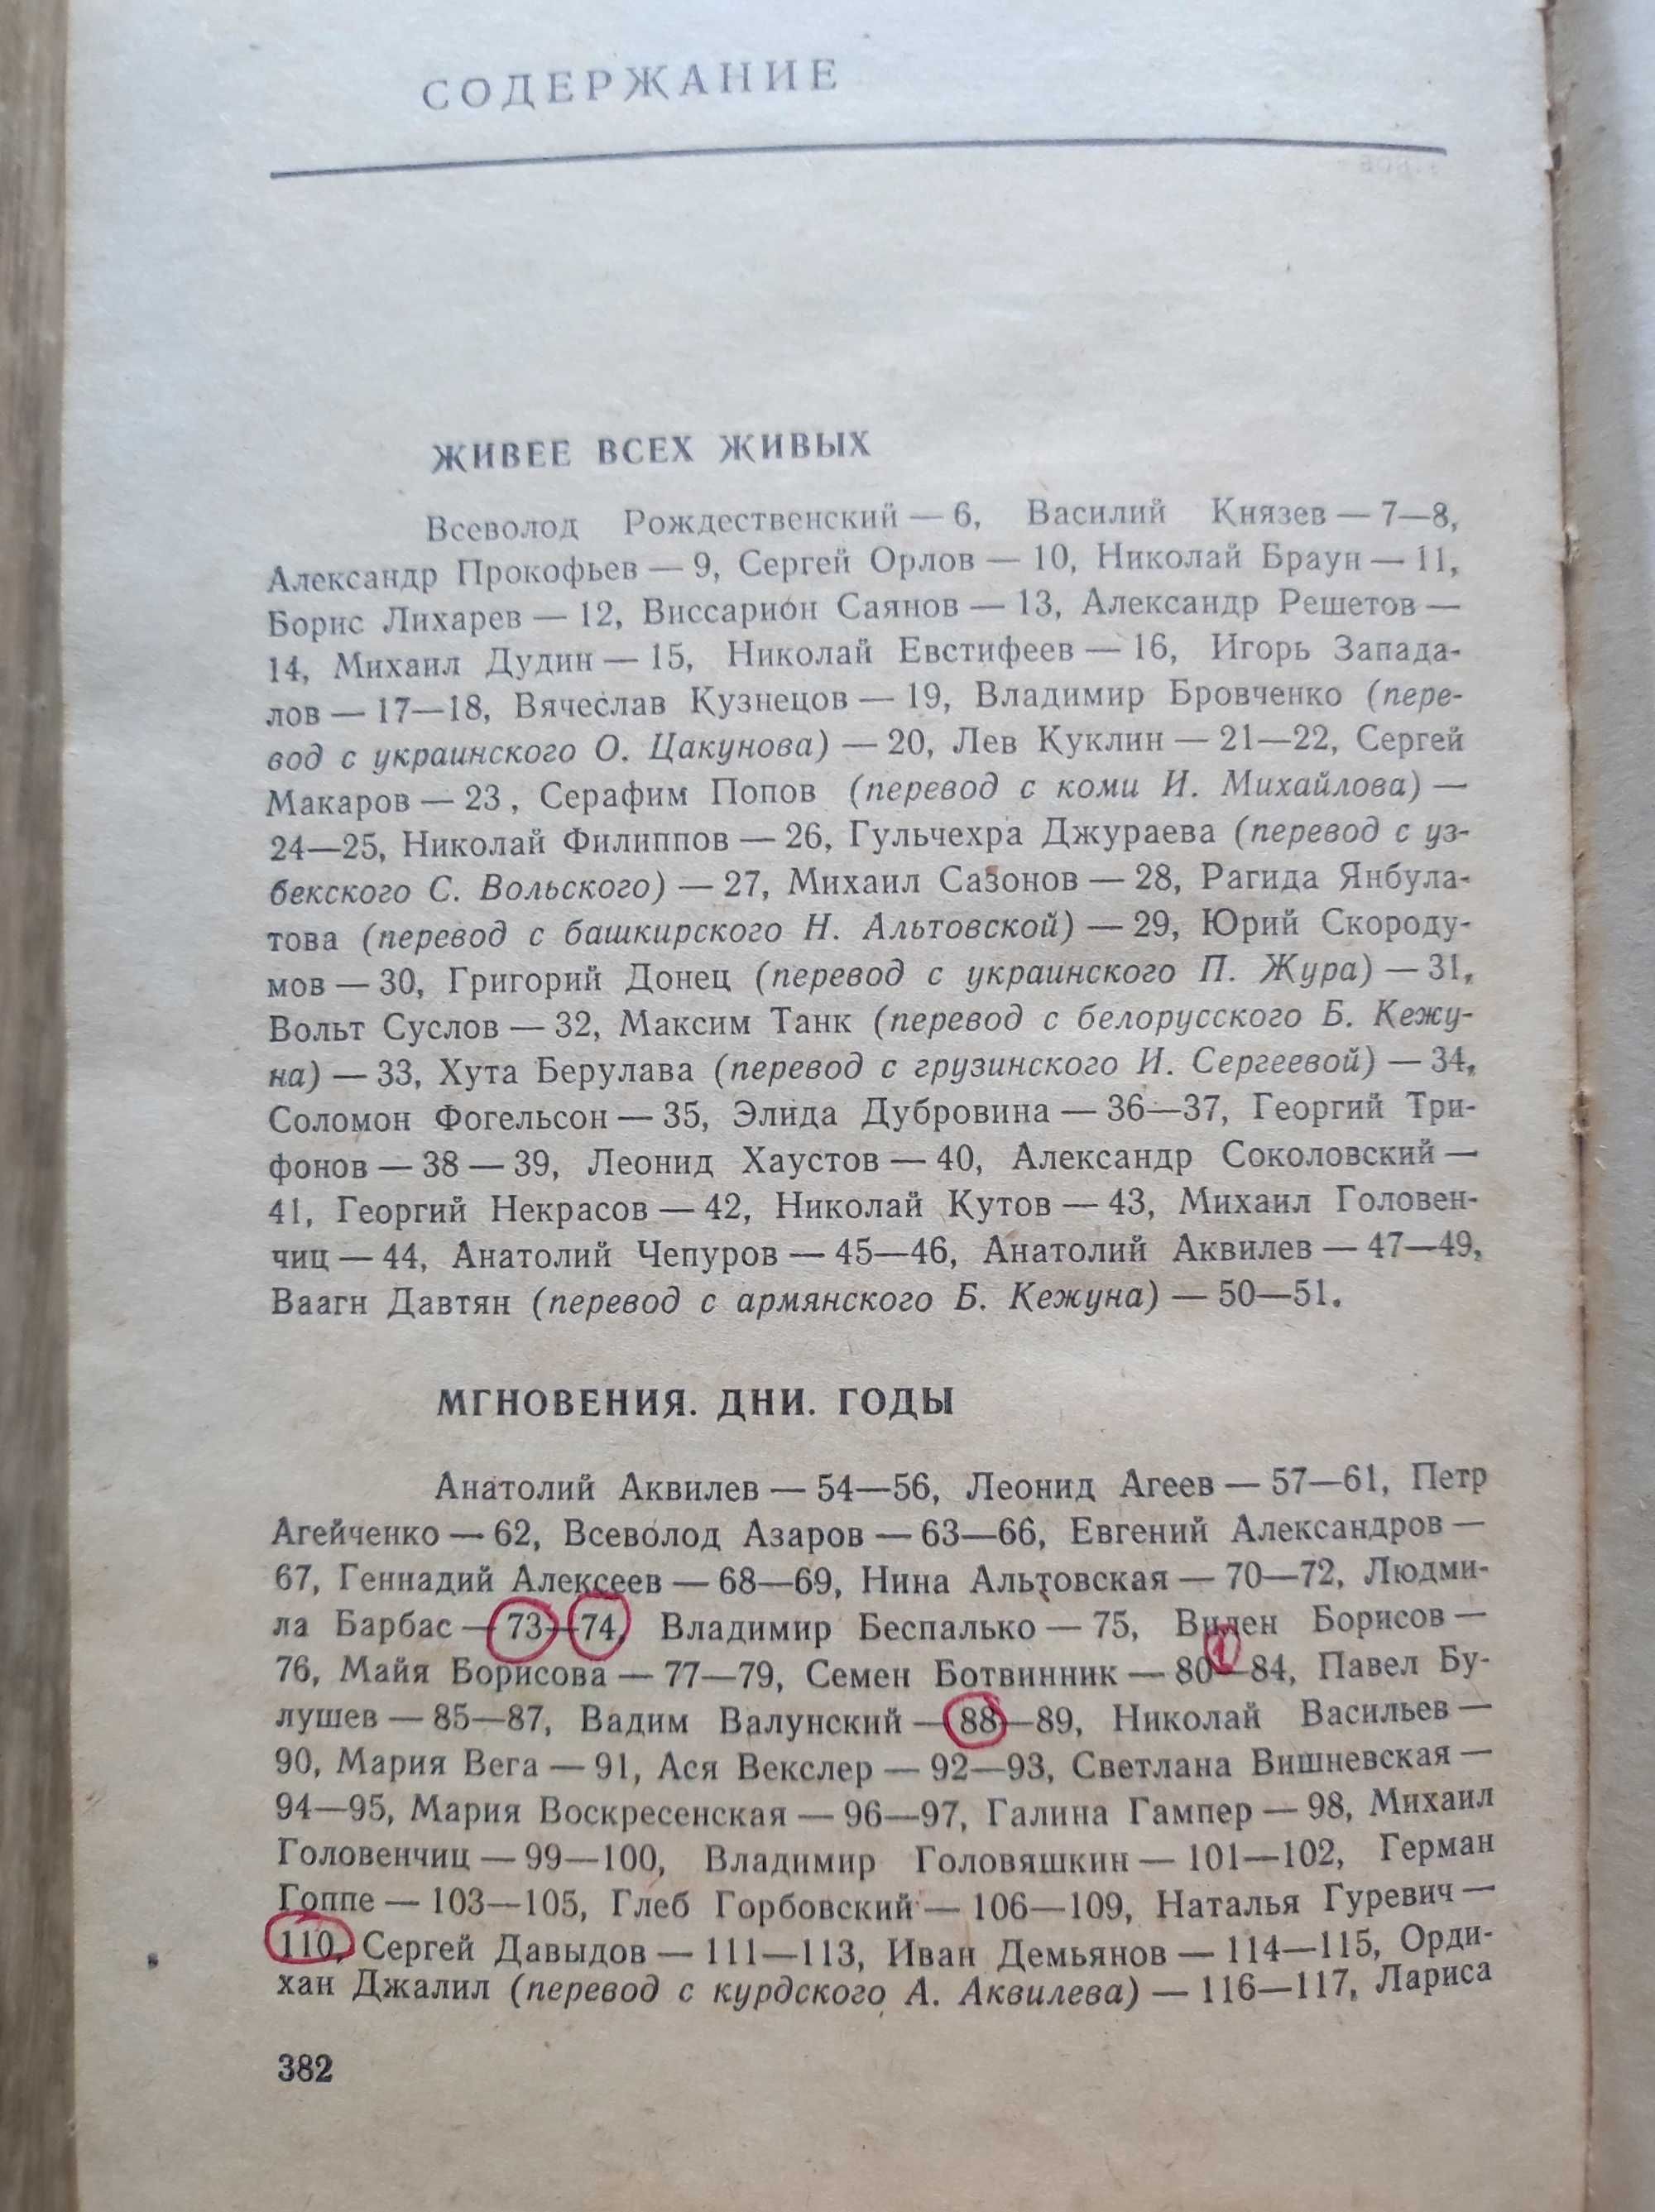 СОДЕРЖАНИЕ
ЖИВЕЕ ВСЕХ ЖИВЫХ
Всеволод Рождественский — 6, Василий Князев — 7—8,
Александр Прокофьев — 9, Сергей Орлов — 10, Николай Браун — 11,
Борис Лихарев — 12, Виссарион Саянов — 13, Александр Решетов —
14, Михаил Дудин — 15, Николай Евстифеев — 16, Игорь Запада-
лов — 17—18, Вячеслав Кузнецов — 19, Владимир Бровченко (пере-
вод с украинского О. Цакунова) — 20, Лев Куклин — 21—22, Сергей
Макаров — 23, Серафим Попов (перевод с коми И. Михайлова) —
24—25, Николай Филиппов — 26, Гульчехра Джураева (перевод с уз-
бекского С. Вольского) — 27, Михаил Сазонов — 28, Рагида Янбула-
това (перевод с башкирского Н. Альтовской) — 29, Юрий Скороду-
мов — 30, Григорий Донец (перевод с украинского П. Жура) — 31,
Вольт Суслов — 32, Максим Танк (перевод с белорусского Б. Кежу-
на) — 33, Хута Берулава (перевод с грузинского И. Сергеевой) — 34,
Соломон Фогельсон — 35, Элида Дубровина — 36—37, Георгий Три-
фонов — 38 — 39, Леонид Хаустов — 40, Александр Соколовский —
41, Георгий Некрасов — 42, Николай Кутов — 43, Михаил Головен-
чиц — 44, Анатолий Чепуров — 45—46, Анатолий Аквилев — 47—49,
Ваагн Давтян (перевод с армянского Б. Кежуна) — 50—51.
МГНОВЕНИЯ. ДНИ. ГОДЫ
Анатолий Аквилев — 54—56, Леонид Агеев — 57—61, Петр
Агейченко — 62, Всеволод Азаров — 63—66, Евгений Александров —
67, Геннадий Алексеев — 68—69, Нина Альтовская — 70—72, Людми-
ла Барбас — 73—74, Владимир Беспалько — 75, Вилен Борисов —
76, Майя Борисова — 77—79, Семен Ботвинник — 80—84, Павел Бу-
лушев — 85—87, Вадим Валунский — 88—89, Николай Васильев —
90, Мария Вега — 91, Ася Векслер — 92—93, Светлана Вишневская —
94—95, Мария Воскресенская — 96—97, Галина Гампер — 98, Михаил
Головенчиц — 99—100, Владимир Головяшкин — 101—102, Герман
Гоппе — 103—105, Глеб Горбовский — 106—109, Наталья Гуревич —
110, Сергей Давыдов — 111—113, Иван Демьянов — 114—115, Орди-
хан Джалил (перевод с курдского А. Аквилева) — 116—117, Лариса
382